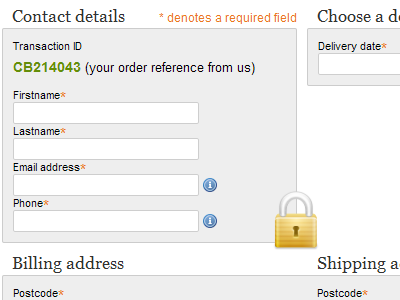 Contact details
* denotes a required field
Choose a de
Transaction ID
CB214043 (your order reference from us)
Delivery date*
Firstname*
Lastname*
Email address*
Phone*
Billing address
Shipping a
Postcode*
Postcode*